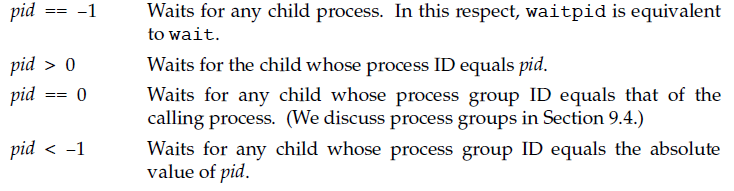 pid == −1 Waits for any child process. In this respect, waitpid is equivalent
to wait.
pid > 0 Waits for the child whose process ID equals pid.
pid == 0 Waits for any child whose process group ID equals that of the
calling process. (We discuss process groups in Section 9.4.)
pid < −1 Waits for any child whose process group ID equals the absolute
value of pid.